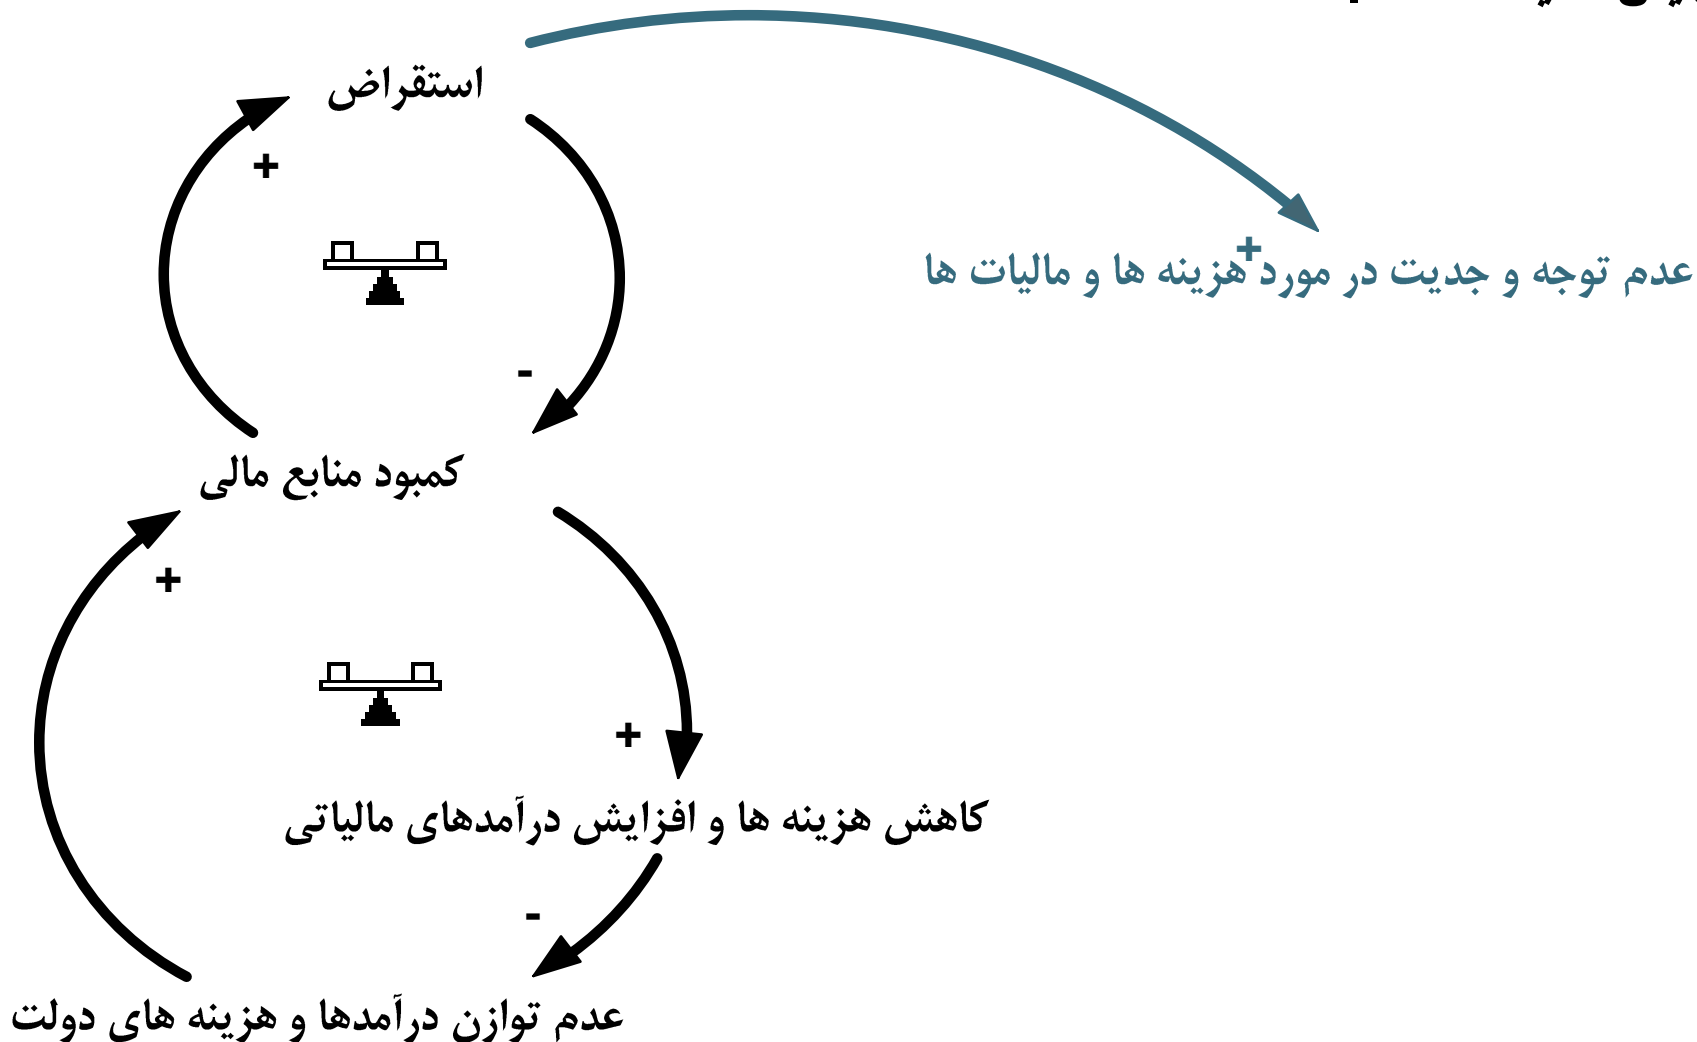 استقراض
+
+
عدم توجه و جدیت در مورد هزینه ها و مالیات ها
-
کمبود منابع مالی
+
+
کاهش هزینه ها و افزایش درآمدهای مالیاتی
-
عدم توازن درآمدها و هزینه های دولت